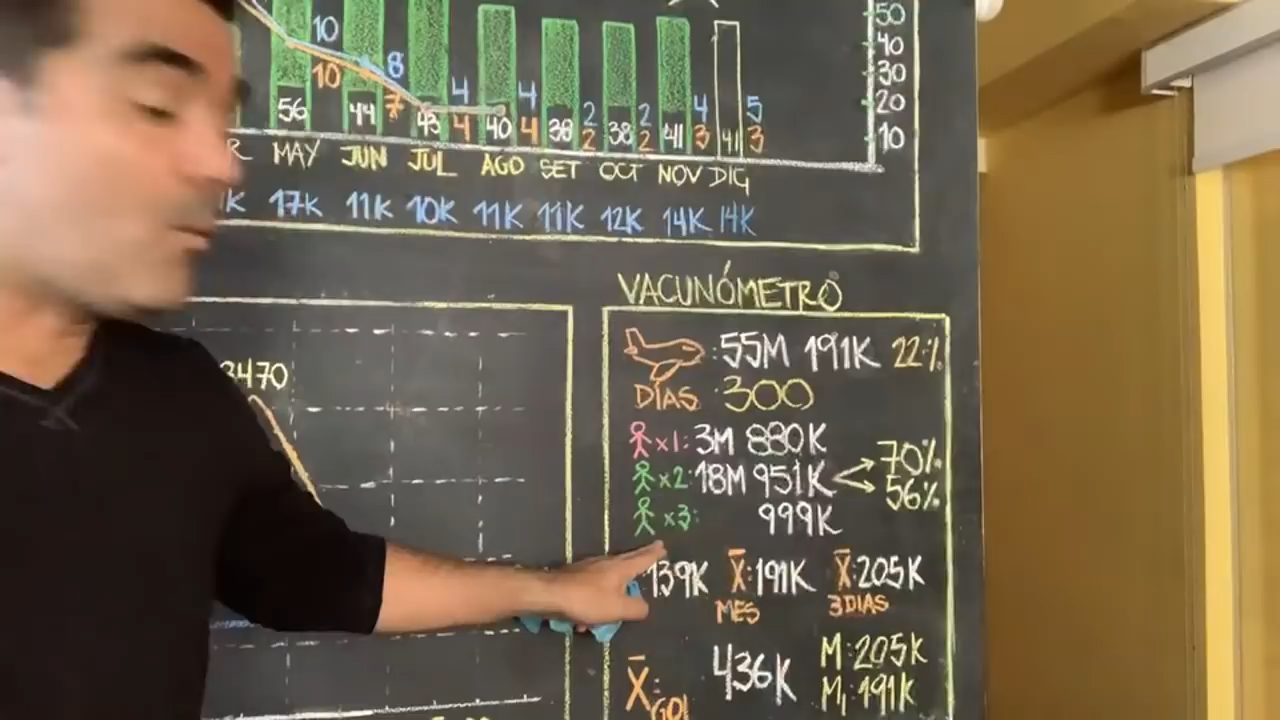 50
40
30
20
10
10
10
8
7
4
4
4
4
2
2
2
2
4
3
5
3
56 44 43 40 38 38 41 41
R MAY JUN JUL AGO SET OCT NOV DIC
1K 17K 11K 10K 11K 11K 12K 14K 14K
VACUNÓMETRO
: 55M 191K 22%
DÍAS : 300
x1: 3M 880K
x2: 18M 951K 70%
56%
x3: 999K
3470
:139K X̄:191K X̄:205K
MES 3 DIAS
X̄: 436K M:205K
GOI M1:191K